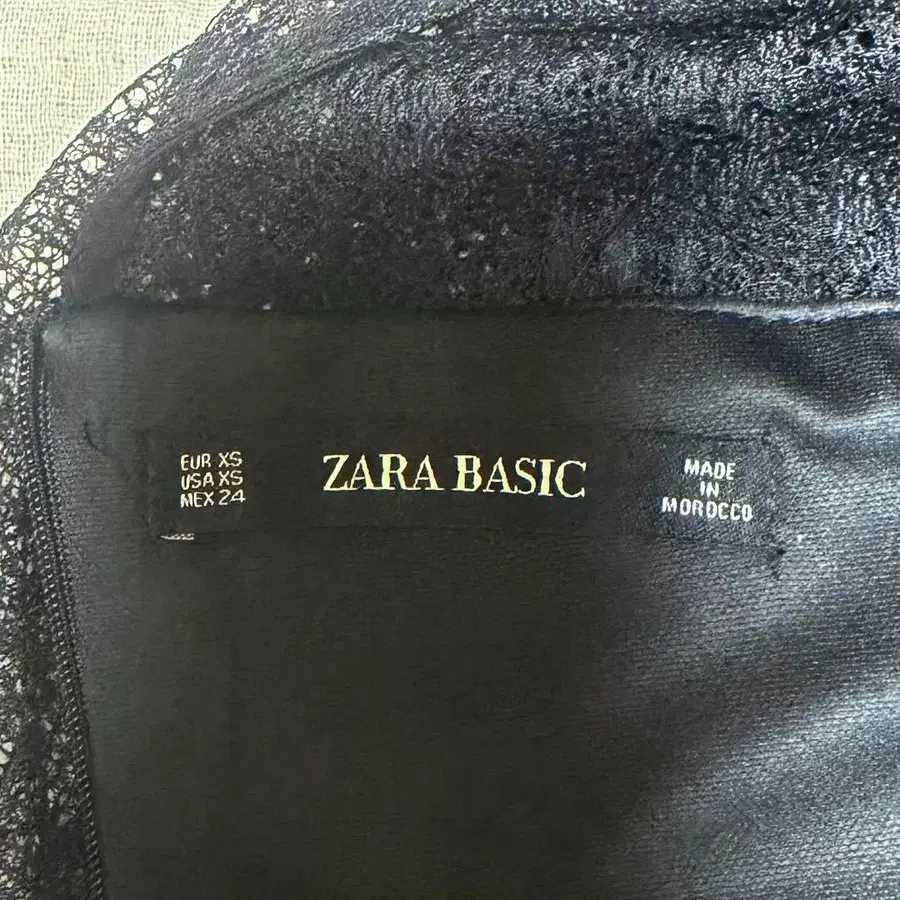 EUR XS
USA XS
MEX 24
ZARA BASIC
MADE
IN
MOROCCO